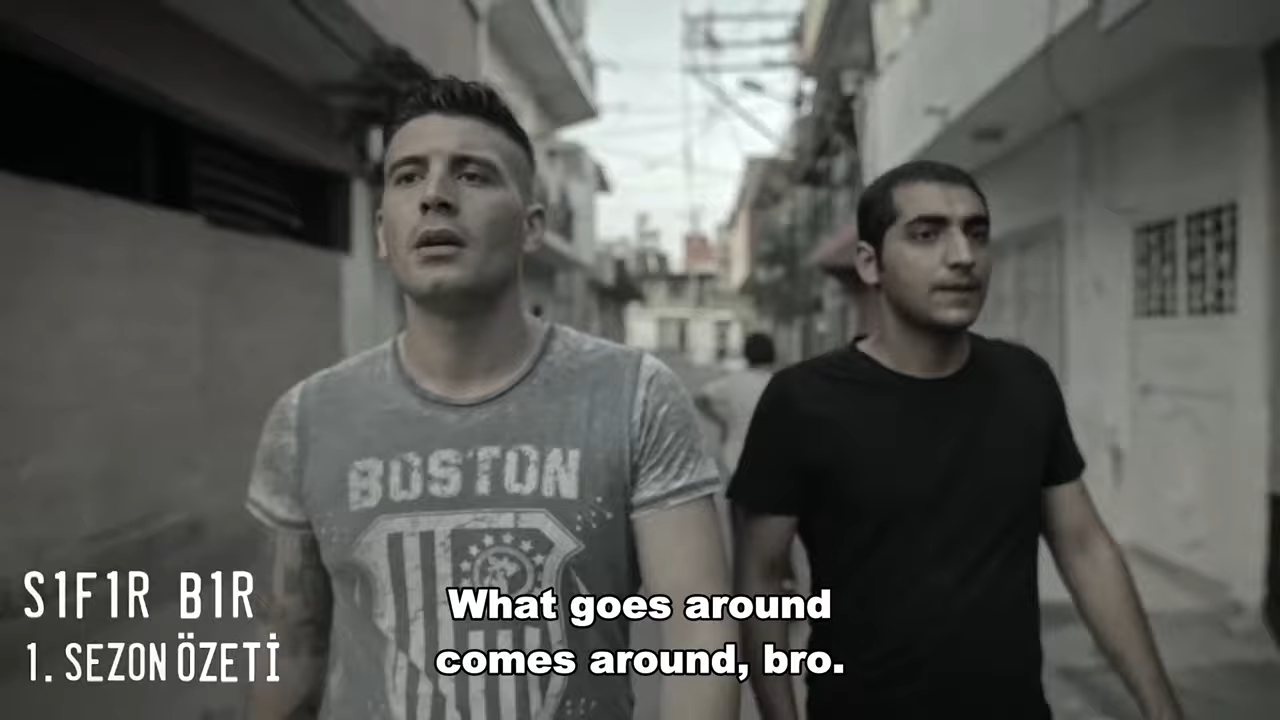 BOSTON
S1F1R B1R
1. SEZON ÖZETİ
What goes around
comes around, bro.